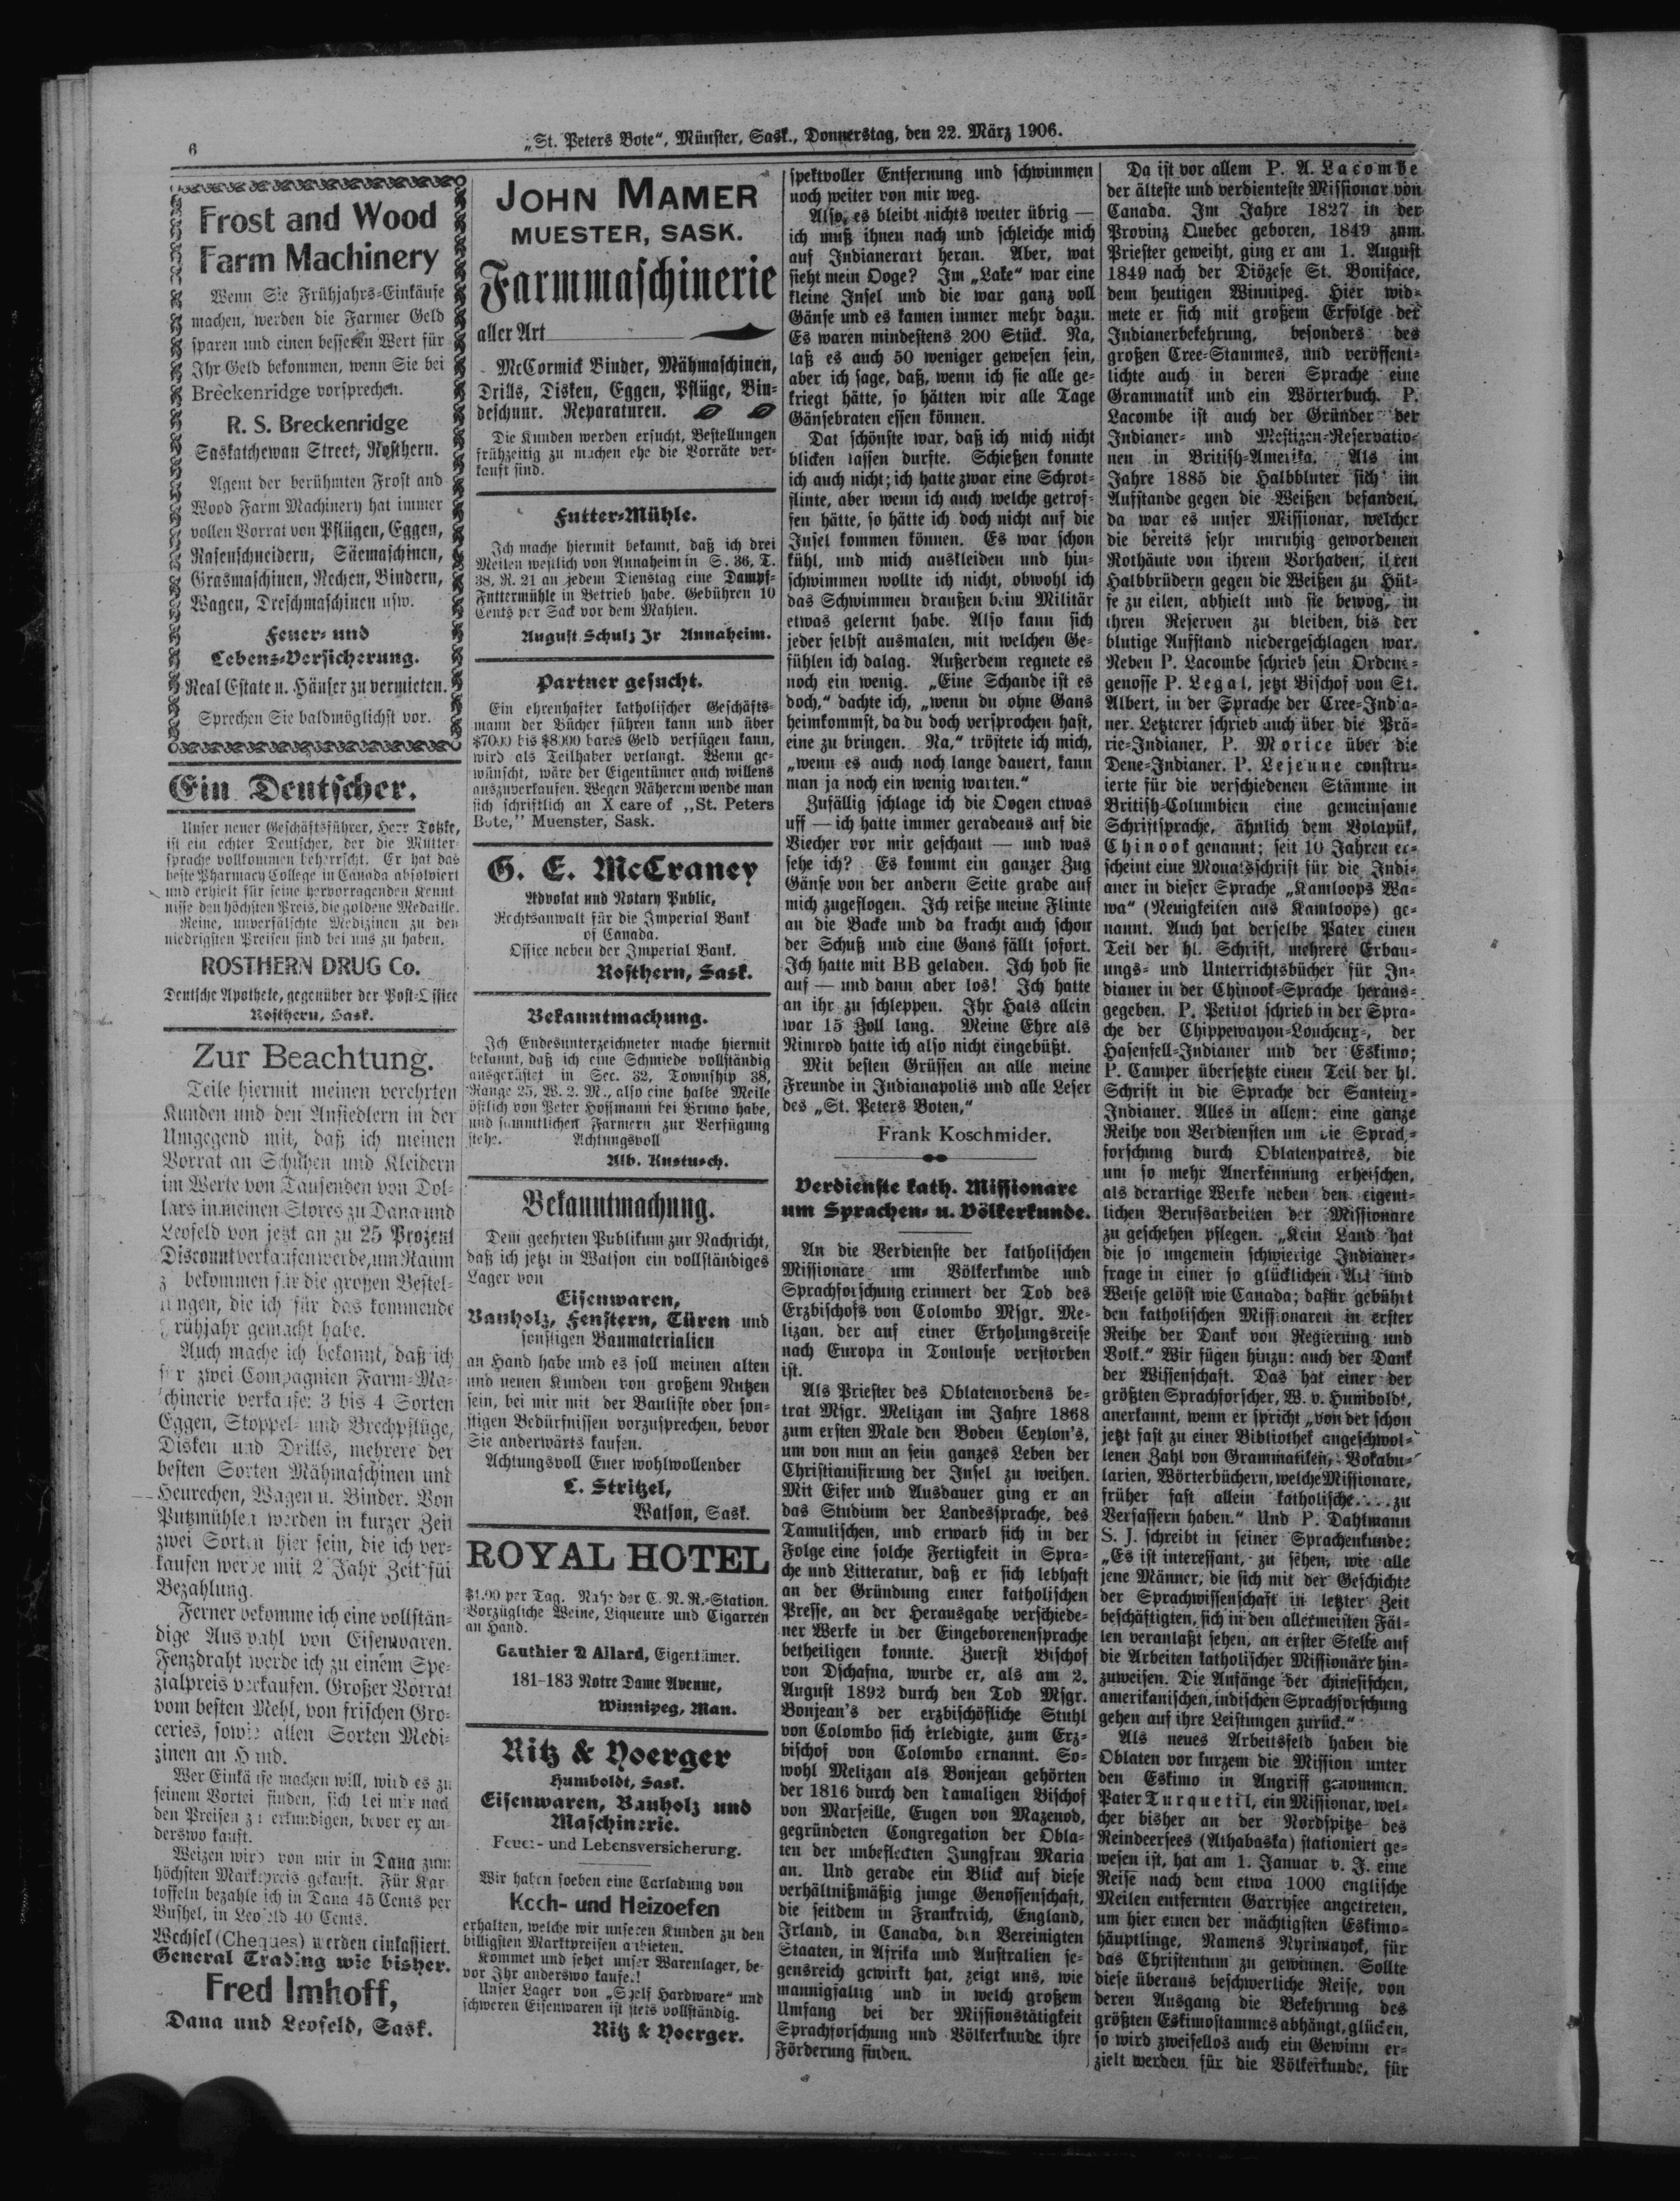 6
„St. Peters Bote“, Münster, Sask., Donnerstag, den 22. März 1906.
Frost and Wood
Farm Machinery
Wenn Sie Frühjahrs-Einkäufe
machen, werden die Farmer Geld
sparen und einen besseren Wert für
Ihr Geld bekommen, wenn Sie bei
Breckenridge vorsprechen.
R. S. Breckenridge
Saskatchewan Street, Rosthern.
Agent der berühmten Frost and
Wood Farm Machinery hat immer
vollen Vorrat von Pflügen, Eggen,
Rasenschneidern, Säemaschinen,
Grasmaschinen, Rechen, Bindern,
Wagen, Dreschmaschinen usw.
Feuer- und
Lebens-Versicherung.
Real Estate u. Häuser zu vermieten.
Sprechen Sie baldmöglichst vor.
Ein Deutscher.
Unser neuer Geschäftsführer, Herr Totzke,
ist ein echter Deutscher, der die Mutter-
sprache vollkommen beherrscht. Er hat das
beste Pharmacy College in Canada absolviert
und erhielt für seine hervorragenden Kennt
nisse den höchsten Preis, die goldene Medaille.
Reine, unverfälschte Medizinen zu den
niedrigsten Preisen sind bei uns zu haben.
ROSTHERN DRUG Co.
Deutsche Apotheke, gegenüber der Post-Office
Rosthern, Sask.
Zur Beachtung.
Teile hiermit meinen verehrten
Kunden und den Ansiedlern in der
Umgegend mit, daß ich meinen
Vorrat an Schuhen und Kleidern
im Werte von Tausenden von Dol-
lars in meinen Stores zu Dana und
Leofeld von jetzt an zu 25 Prozent
Discount verkaufen werde, um Raum
z bekommen für die großen Bestel-
lungen, die ich für das kommende
Frühjahr gemacht habe.
Auch mache ich bekannt, daß ich
für zwei Compagnien Farm-Ma-
chinerie verkaufe: 3 bis 4 Sorten
Eggen, Stoppel- und Brechpflüge,
Disken und Drills, mehrere der
besten Sorten Mähmaschinen und
Heurechen, Wagen u. Binder. Von
Putzmühlen werden in kurzer Zeit
zwei Sorten hier sein, die ich ver-
kaufen werde mit 2 Jahr Zeit für
Bezahlung.
Ferner bekomme ich eine vollstän-
dige Auswahl von Eisenwaren.
Fenzdraht werde ich zu einem Spe-
zialpreis verkaufen. Großer Vorrat
vom besten Mehl, von frischen Gro-
ceries, sowie allen Sorten Medi-
zinen an Hand.
Wer Einkäufe machen will, wird es zu
seinem Vorteil finden, sich bei mir nach
den Preisen zu erkundigen, bevor er an-
derswo kauft.
Weizen wird von mir in Dana zum
höchsten Marktpreis gekauft. Für Kar
toffeln bezahle ich in Dana 45 Cents per
Bushel, in Leofeld 40 Cents.
Wechsel (Cheques) werden einkassiert.
General Trading wie bisher.
Fred Imhoff,
Dana und Leofeld, Sask.
JOHN MAMER
MUESTER, SASK.
Farmmaschinerie
aller Art
McCormick Binder, Mähmaschinen,
Drills, Disken, Eggen, Pflüge, Bin-
deschnur. Reparaturen.
Die Kunden werden ersucht, Bestellungen
frühzeitig zu machen ehe die Vorräte ver-
kauft sind.
Futter-Mühle.
Ich mache hiermit bekannt, daß ich drei
Meilen westlich von Annaheim in S. 36, T.
38, R. 21 an jedem Dienstag eine Dampf-
Futtermühle in Betrieb habe. Gebühren 10
Cents per Sack vor dem Mahlen.
August Schulz Jr Annaheim.
Partner gesucht.
Ein ehrenhafter katholischer Geschäfts-
mann der Bücher führen kann und über
$7000 bis $8000 bares Geld verfügen kann,
wird als Teilhaber verlangt. Wenn ge-
wünscht, wäre der Eigentümer auch willens
auszuverkaufen. Wegen Näherem wende man
sich schriftlich an X care of „St. Peters
Bote,“ Muenster, Sask.
G. E. McCraney
Advokat und Notary Public,
Rechtsanwalt für die Imperial Bank
of Canada.
Office neben der Imperial Bank.
Rosthern, Sask.
Bekanntmachung.
Ich Endesunterzeichneter mache hiermit
bekannt, daß ich eine Schmiede vollständig
ausgerüstet in Sec. 32, Township 38,
Range 25, W. 2. M., also eine halbe Meile
östlich von Peter Hoffmann bei Bruno habe,
und sämmtlichen Farmern zur Verfügung
stehe. Achtungsvoll
Alb. Anstusch.
Bekanntmachung.
Dem geehrten Publikum zur Nachricht,
daß ich jetzt in Watson ein vollständiges
Lager von
Eisenwaren,
Bauholz, Fenstern, Türen und
sonstigen Baumaterialien
an Hand habe und es soll meinen alten
und neuen Kunden von großem Nutzen
sein, bei mir mit der Bauliste oder son-
stigen Bedürfnissen vorzusprechen, bevor
Sie anderwärts kaufen.
Achtungsvoll Euer wohlwollender
L. Stritzel,
Watson, Sask.
ROYAL HOTEL
$1.00 per Tag. Nahe der C. N. R.-Station.
Vorzügliche Weine, Liqueure und Cigarren
an Hand.
Gauthier & Allard, Eigentümer.
181-183 Notre Dame Avenue,
Winnipeg, Man.
Ritz & Yoerger
Humboldt, Sask.
Eisenwaren, Bauholz und
Maschinerie.
Feuer- und Lebensversicherung.
Wir haben soeben eine Carladung von
Koch- und Heizoefen
erhalten, welche wir unseren Kunden zu den
billigsten Marktpreisen anbieten.
Kommet und sehet unser Warenlager, be-
vor Ihr anderswo kaufet!
Unser Lager von „Shelf Hardware“ und
schweren Eisenwaren ist stets vollständig.
Ritz & Yoerger.
spektvoller Entfernung und schwimmen
noch weiter von mir weg.
Also, es bleibt nichts weiter übrig —
ich muß ihnen nach und schleiche mich
auf Indianerart heran. Aber, wat
sieht mein Ooge? Im „Lake“ war eine
kleine Insel und die war ganz voll
Gänse und es kamen immer mehr dazu.
Es waren mindestens 200 Stück. Na,
laß es auch 50 weniger gewesen sein,
aber ich sage, daß, wenn ich sie alle ge-
kriegt hätte, so hätten wir alle Tage
Gänsebraten essen können.
Dat schönste war, daß ich mich nicht
blicken lassen durfte. Schießen konnte
ich auch nicht; ich hatte zwar eine Schrot-
flinte, aber wenn ich auch welche getrof-
fen hätte, so hätte ich doch nicht auf die
Insel kommen können. Es war schon
kühl, und mich auskleiden und hin-
schwimmen wollte ich nicht, obwohl ich
das Schwimmen draußen beim Militär
etwas gelernt habe. Also kann sich
jeder selbst ausmalen, mit welchen Ge-
fühlen ich dalag. Außerdem regnete es
noch ein wenig. „Eine Schande ist es
doch,“ dachte ich, „wenn du ohne Gans
heimkommst, da du doch versprochen hast,
eine zu bringen. Na,“ tröstete ich mich,
„wenn es auch noch lange dauert, kann
man ja noch ein wenig warten.“
Zufällig schlage ich die Oogen etwas
uff — ich hatte immer geradeaus auf die
Viecher vor mir geschaut — und was
sehe ich? Es kommt ein ganzer Zug
Gänse von der andern Seite grade auf
mich zugeflogen. Ich reiße meine Flinte
an die Backe und da kracht auch schon
der Schuß und eine Gans fällt sofort.
Ich hatte mit BB geladen. Ich hob sie
auf — und dann aber los! Ich hatte
an ihr zu schleppen. Ihr Hals allein
war 15 Zoll lang. Meine Ehre als
Nimrod hatte ich also nicht eingebüßt.
Mit besten Grüssen an alle meine
Freunde in Indianapolis und alle Leser
des „St. Peters Boten,“
Frank Koschmider.
Verdienste kath. Missionare
um Sprachen- u. Völkerkunde.
An die Verdienste der katholischen
Missionare um Völkerkunde und
Sprachforschung erinnert der Tod des
Erzbischofs von Colombo Msgr. Me-
lizan, der auf einer Erholungsreise
nach Europa in Toulouse verstorben
ist.
Als Priester des Oblatenordens be-
trat Msgr. Melizan im Jahre 1868
zum ersten Male den Boden Ceylon's,
um von nun an sein ganzes Leben der
Christianisirung der Insel zu weihen.
Mit Eifer und Ausdauer ging er an
das Studium der Landessprache, des
Tamulischen, und erwarb sich in der
Folge eine solche Fertigkeit in Spra-
che und Litteratur, daß er sich lebhaft
an der Gründung einer katholischen
Presse, an der Herausgabe verschiede-
ner Werke in der Eingeborenensprache
betheiligen konnte. Zuerst Bischof
von Dschafna, wurde er, als am 2.
August 1892 durch den Tod Msgr.
Bonjean's der erzbischöfliche Stuhl
von Colombo sich erledigte, zum Erz-
bischof von Colombo ernannt. So-
wohl Melizan als Bonjean gehörten
der 1816 durch den damaligen Bischof
von Marseille, Eugen von Mazenod,
gegründeten Congregation der Obla-
ten der unbefleckten Jungfrau Maria
an. Und gerade ein Blick auf diese
verhältnißmäßig junge Genossenschaft,
die seitdem in Frankreich, England,
Irland, in Canada, den Vereinigten
Staaten, in Afrika und Australien se-
gensreich gewirkt hat, zeigt uns, wie
mannigfaltig und in welch großem
Umfang bei der Missionstätigkeit
Sprachforschung und Völkerkunde ihre
Förderung finden.
Da ist vor allem P. A. Lacombe
der älteste und verdienteste Missionar von
Canada. Im Jahre 1827 in der
Provinz Quebec geboren, 1849 zum
Priester geweiht, ging er am 1. August
1849 nach der Diözese St. Boniface,
dem heutigen Winnipeg. Hier wid-
mete er sich mit großem Erfolge der
Indianerbekehrung, besonders des
großen Cree-Stammes, und veröffent-
lichte auch in deren Sprache eine
Grammatik und ein Wörterbuch. P.
Lacombe ist auch der Gründer der
Indianer- und Mestizen-Reservatio-
nen in British-Amerika. Als im
Jahre 1885 die Halbbluter sich im
Aufstande gegen die Weißen befanden,
da war es unser Missionar, welcher
die bereits sehr unruhig gewordenen
Rothäute von ihrem Vorhaben, ihren
Halbbrüdern gegen die Weißen zu Hül-
fe zu eilen, abhielt und sie bewog, in
ihren Reserven zu bleiben, bis der
blutige Aufstand niedergeschlagen war.
Neben P. Lacombe schrieb sein Ordens-
genosse P. Legal, jetzt Bischof von St.
Albert, in der Sprache der Cree-India-
ner. Letzterer schrieb auch über die Prä-
rie-Indianer, P. Morice über die
Dene-Indianer. P. Lejeune constru-
ierte für die verschiedenen Stämme in
British-Columbien eine gemeinsame
Schriftsprache, ähnlich dem Volapük,
Chinook genannt; seit 10 Jahren er-
scheint eine Monatsschrift für die Indi-
aner in dieser Sprache „Kamloops Wa-
wa“ (Neuigkeiten aus Kamloops) ge-
nannt. Auch hat derselbe Pater einen
Teil der hl. Schrift, mehrere Erbau-
ungs- und Unterrichtsbücher für In-
dianer in der Chinook-Sprache heraus-
gegeben. P. Petitot schrieb in der Spra-
che der Chippewayon-Loucheux-, der
Hasenfell-Indianer und der Eskimo;
P. Camper übersetzte einen Teil der hl.
Schrift in die Sprache der Santeux-
Indianer. Alles in allem: eine ganze
Reihe von Verdiensten um die Sprach-
forschung durch Oblatenpatres, die
um so mehr Anerkennung erheischen,
als derartige Werke neben den eigent-
lichen Berufsarbeiten der Missionare
zu geschehen pflegen. „Kein Land hat
die so ungemein schwierige Indianer-
frage in einer so glücklichen Art und
Weise gelöst wie Canada; dafür gebührt
den katholischen Missionaren in erster
Reihe der Dank von Regierung und
Volk.“ Wir fügen hinzu: auch der Dank
der Wissenschaft. Das hat einer der
größten Sprachforscher, W. v. Humboldt,
anerkannt, wenn er spricht „von der schon
jetzt fast zu einer Bibliothek angeschwol-
lenen Zahl von Grammatiken, Vokabu-
larien, Wörterbüchern, welche Missionare,
früher fast allein katholische.... zu
Verfassern haben.“ Und P. Dahlmann
S. J. schreibt in seiner Sprachenkunde:
„Es ist interessant, zu sehen, wie alle
jene Männer, die sich mit der Geschichte
der Sprachwissenschaft in letzter Zeit
beschäftigten, sich in den allermeisten Fäl-
len veranlaßt sehen, an erster Stelle auf
die Arbeiten katholischer Missionäre hin-
zuweisen. Die Anfänge der chinesischen,
amerikanischen, indischen Sprachforschung
gehen auf ihre Leistungen zurück.“
Als neues Arbeitsfeld haben die
Oblaten vor kurzem die Mission unter
den Eskimo in Angriff genommen.
Pater Turquetil, ein Missionar, wel-
cher bisher an der Nordspitze des
Reindeersees (Athabaska) stationiert ge-
wesen ist, hat am 1. Januar v. J. eine
Reise nach dem etwa 1000 englische
Meilen entfernten Garrysee angetreten,
um hier einen der mächtigsten Eskimo-
häuptlinge, Namens Nyrimayok, für
das Christentum zu gewinnen. Sollte
diese überaus beschwerliche Reise, von
deren Ausgang die Bekehrung des
größten Eskimostammes abhängt, glücken,
so wird zweifellos auch ein Gewinn er-
zielt werden für die Völkerkunde, für